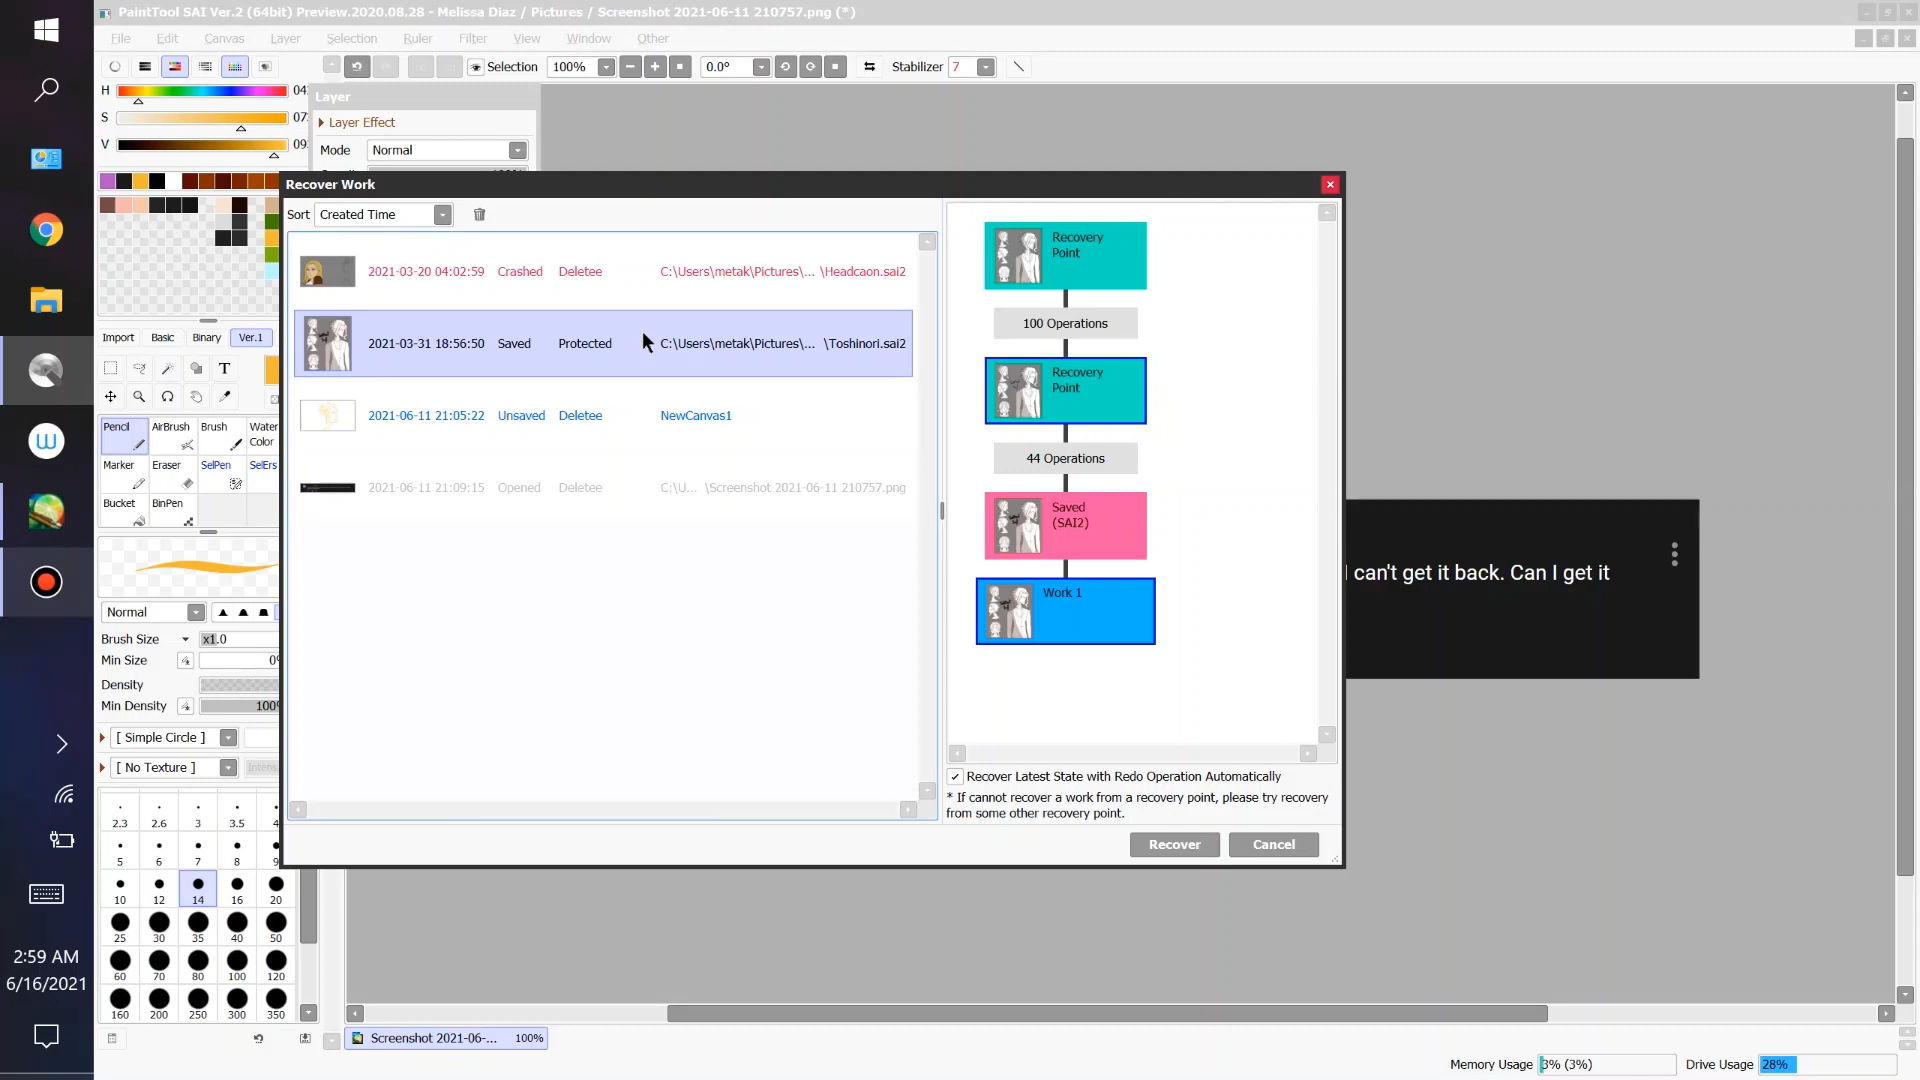 PaintTool SAI Ver.2 (64bit) Preview.2020.08.28 - Melissa Diaz / Pictures / Screenshot 2021-06-11 210757.png (*)
File Edit Canvas Layer Selection Ruler Filter View Window Other
Selection 100% 0.0° Stabilizer 7
H 04
S 07
V 09
Layer
Layer Effect
Mode Normal
Recover Work
Sort Created Time
2021-03-20 04:02:59 Crashed Deletee C:\Users\metak\Pictures\... \Headcaon.sai2
2021-03-31 18:56:50 Saved Protected C:\Users\metak\Pictures\... \Toshinori.sai2
2021-06-11 21:05:22 Unsaved Deletee NewCanvas1
2021-06-11 21:09:15 Opened Deletee C:\U... \Screenshot 2021-06-11 210757.png
Recovery
Point
100 Operations
Recovery
Point
44 Operations
Saved
(SAI2)
Work 1
Recover Latest State with Redo Operation Automatically
* If cannot recover a work from a recovery point, please try recovery
from some other recovery point.
Recover Cancel
can't get it back. Can I get it
Import Basic Binary Ver.1
T
Pencil AirBrush Brush Water
Color
Marker Eraser SelPen SelErs
Bucket BinPen
Normal
Brush Size x1.0
Min Size 0%
Density
Min Density 100%
[ Simple Circle ]
[ No Texture ] Intens
2.3 2.6 3 3.5 4
5 6 7 8 9
10 12 14 16 20
25 30 35 40 50
60 70 80 100 120
160 200 250 300 350
Screenshot 2021-06-... 100%
Memory Usage 3% (3%) Drive Usage 28%
2:59 AM
6/16/2021